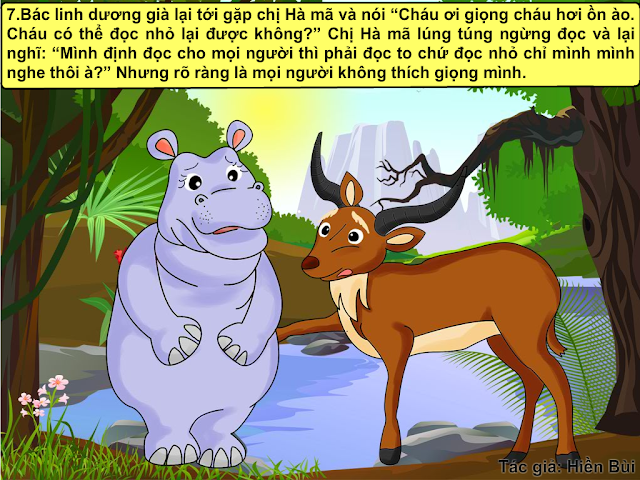 7.Bác linh dương già lại tới gặp chị Hà mã và nói “Cháu ơi giọng cháu hơi ồn ào.
Cháu có thể đọc nhỏ lại được không?” Chị Hà mã lúng túng ngừng đọc và lại
nghĩ: “Mình định đọc cho mọi người thì phải đọc to chứ đọc nhỏ chỉ mình mình
nghe thôi à?” Nhưng rõ ràng là mọi người không thích giọng mình.
Tác giả: Hiền Bùi